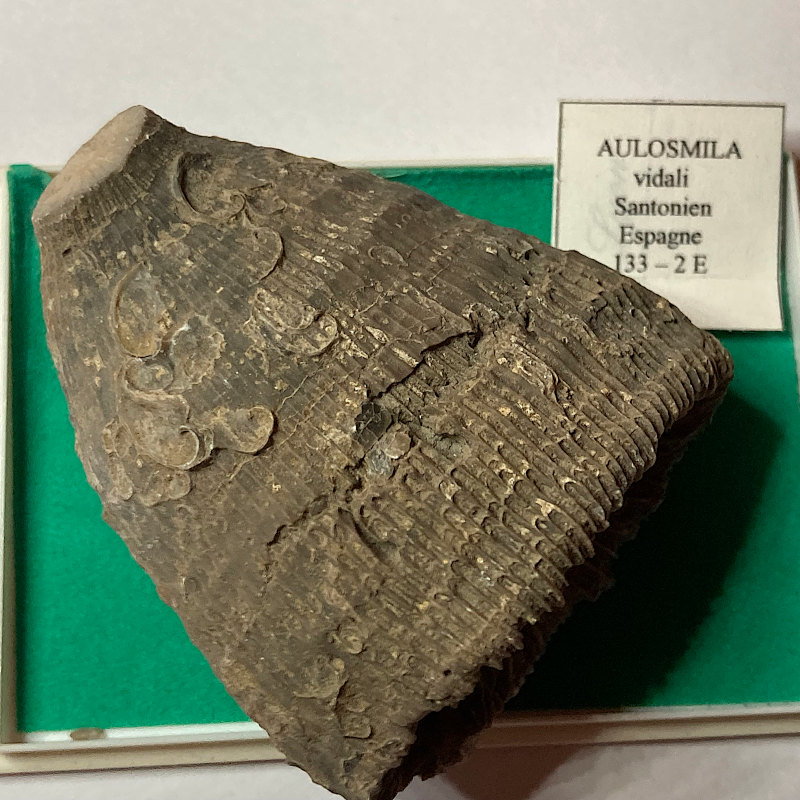 AULOSMILA
vidali
Santonien
Espagne
133 – 2 E